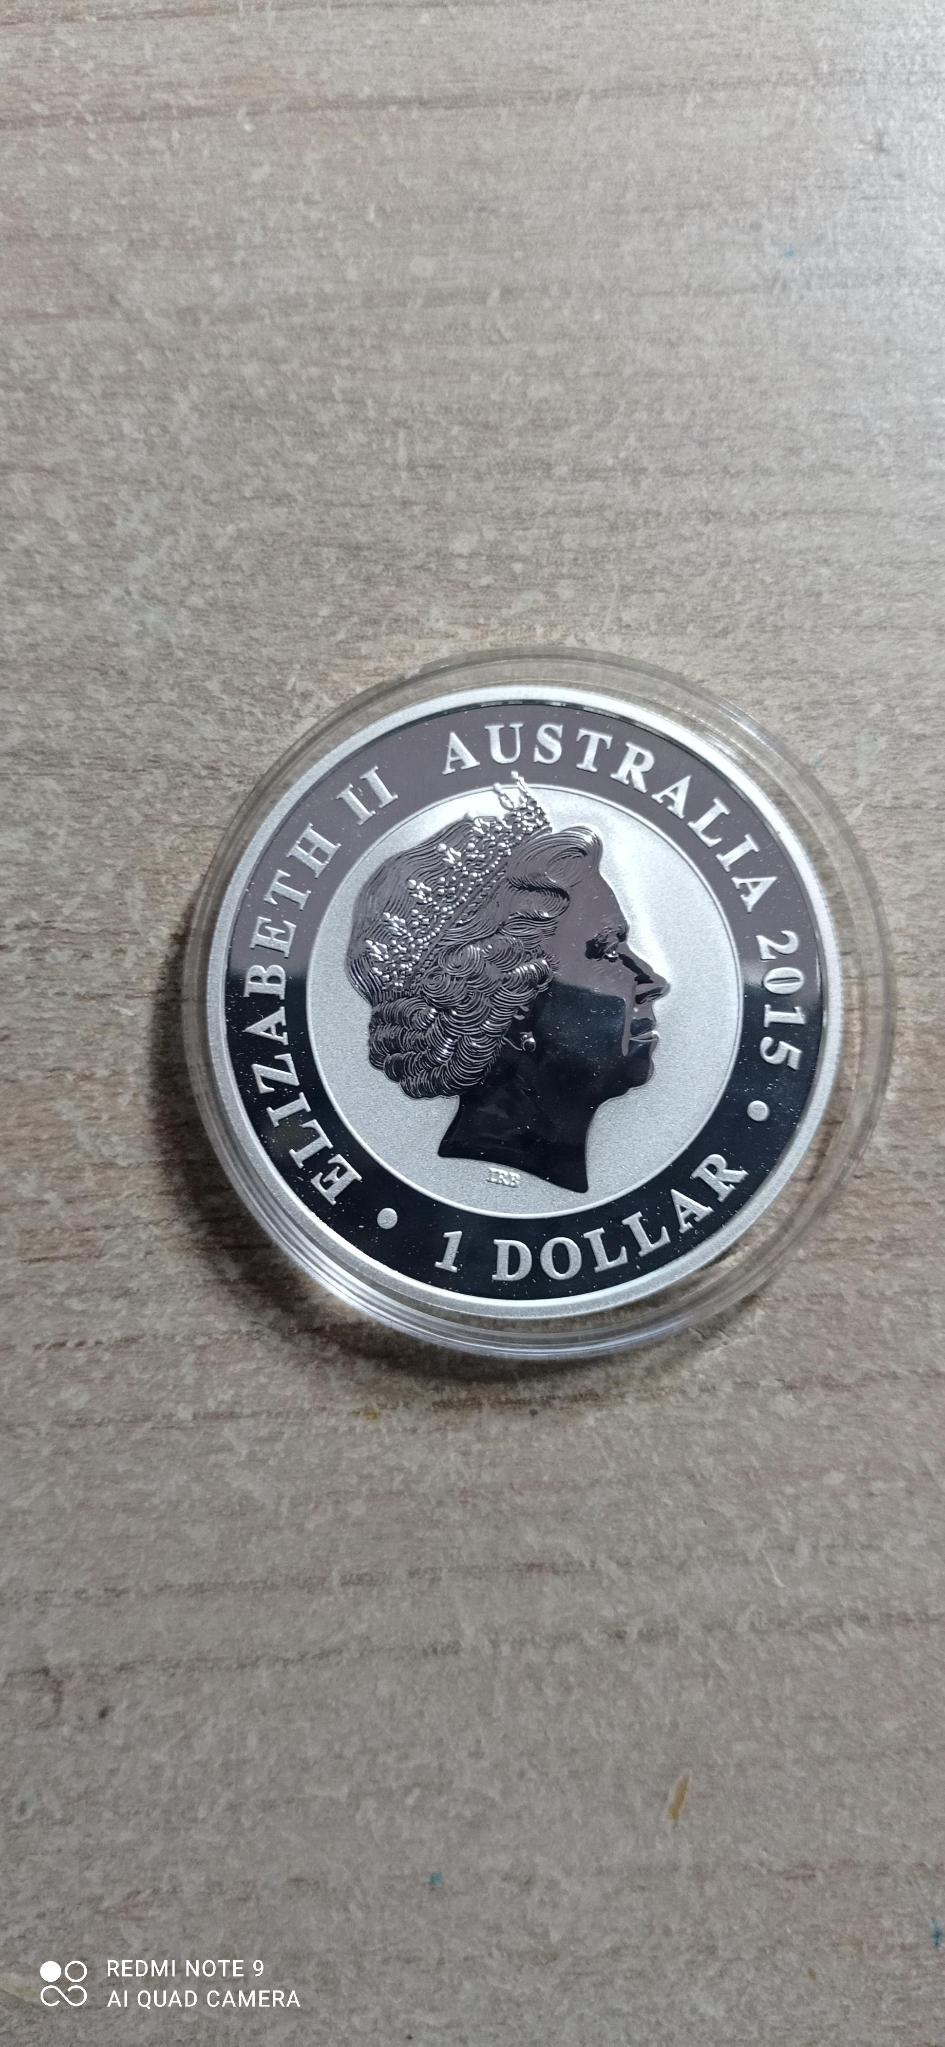 ELIZABETH II AUSTRALIA 2015
• 1 DOLLAR •
IRB
REDMI NOTE 9
AI QUAD CAMERA